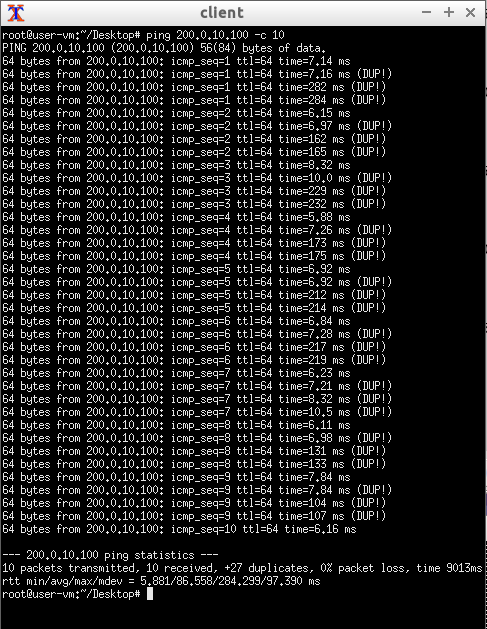 client
root@user-vm:~/Desktop# ping 200.0.10.100 -c 10
PING 200.0.10.100 (200.0.10.100) 56(84) bytes of data.
64 bytes from 200.0.10.100: icmp_seq=1 ttl=64 time=7.14 ms
64 bytes from 200.0.10.100: icmp_seq=1 ttl=64 time=7.16 ms (DUP!)
64 bytes from 200.0.10.100: icmp_seq=1 ttl=64 time=282 ms (DUP!)
64 bytes from 200.0.10.100: icmp_seq=1 ttl=64 time=284 ms (DUP!)
64 bytes from 200.0.10.100: icmp_seq=2 ttl=64 time=6.15 ms
64 bytes from 200.0.10.100: icmp_seq=2 ttl=64 time=6.97 ms (DUP!)
64 bytes from 200.0.10.100: icmp_seq=2 ttl=64 time=162 ms (DUP!)
64 bytes from 200.0.10.100: icmp_seq=2 ttl=64 time=165 ms (DUP!)
64 bytes from 200.0.10.100: icmp_seq=3 ttl=64 time=8.32 ms
64 bytes from 200.0.10.100: icmp_seq=3 ttl=64 time=10.0 ms (DUP!)
64 bytes from 200.0.10.100: icmp_seq=3 ttl=64 time=229 ms (DUP!)
64 bytes from 200.0.10.100: icmp_seq=3 ttl=64 time=232 ms (DUP!)
64 bytes from 200.0.10.100: icmp_seq=4 ttl=64 time=5.88 ms
64 bytes from 200.0.10.100: icmp_seq=4 ttl=64 time=7.26 ms (DUP!)
64 bytes from 200.0.10.100: icmp_seq=4 ttl=64 time=173 ms (DUP!)
64 bytes from 200.0.10.100: icmp_seq=4 ttl=64 time=175 ms (DUP!)
64 bytes from 200.0.10.100: icmp_seq=5 ttl=64 time=6.92 ms
64 bytes from 200.0.10.100: icmp_seq=5 ttl=64 time=6.92 ms (DUP!)
64 bytes from 200.0.10.100: icmp_seq=5 ttl=64 time=212 ms (DUP!)
64 bytes from 200.0.10.100: icmp_seq=5 ttl=64 time=214 ms (DUP!)
64 bytes from 200.0.10.100: icmp_seq=6 ttl=64 time=6.84 ms
64 bytes from 200.0.10.100: icmp_seq=6 ttl=64 time=7.28 ms (DUP!)
64 bytes from 200.0.10.100: icmp_seq=6 ttl=64 time=217 ms (DUP!)
64 bytes from 200.0.10.100: icmp_seq=6 ttl=64 time=219 ms (DUP!)
64 bytes from 200.0.10.100: icmp_seq=7 ttl=64 time=6.23 ms
64 bytes from 200.0.10.100: icmp_seq=7 ttl=64 time=7.21 ms (DUP!)
64 bytes from 200.0.10.100: icmp_seq=7 ttl=64 time=8.32 ms (DUP!)
64 bytes from 200.0.10.100: icmp_seq=7 ttl=64 time=10.5 ms (DUP!)
64 bytes from 200.0.10.100: icmp_seq=8 ttl=64 time=6.11 ms
64 bytes from 200.0.10.100: icmp_seq=8 ttl=64 time=6.98 ms (DUP!)
64 bytes from 200.0.10.100: icmp_seq=8 ttl=64 time=131 ms (DUP!)
64 bytes from 200.0.10.100: icmp_seq=8 ttl=64 time=133 ms (DUP!)
64 bytes from 200.0.10.100: icmp_seq=9 ttl=64 time=7.84 ms
64 bytes from 200.0.10.100: icmp_seq=9 ttl=64 time=7.84 ms (DUP!)
64 bytes from 200.0.10.100: icmp_seq=9 ttl=64 time=104 ms (DUP!)
64 bytes from 200.0.10.100: icmp_seq=9 ttl=64 time=107 ms (DUP!)
64 bytes from 200.0.10.100: icmp_seq=10 ttl=64 time=6.16 ms
--- 200.0.10.100 ping statistics ---
10 packets transmitted, 10 received, +27 duplicates, 0% packet loss, time 9013ms
rtt min/avg/max/mdev = 5.881/86.558/284.299/97.390 ms
root@user-vm:~/Desktop#